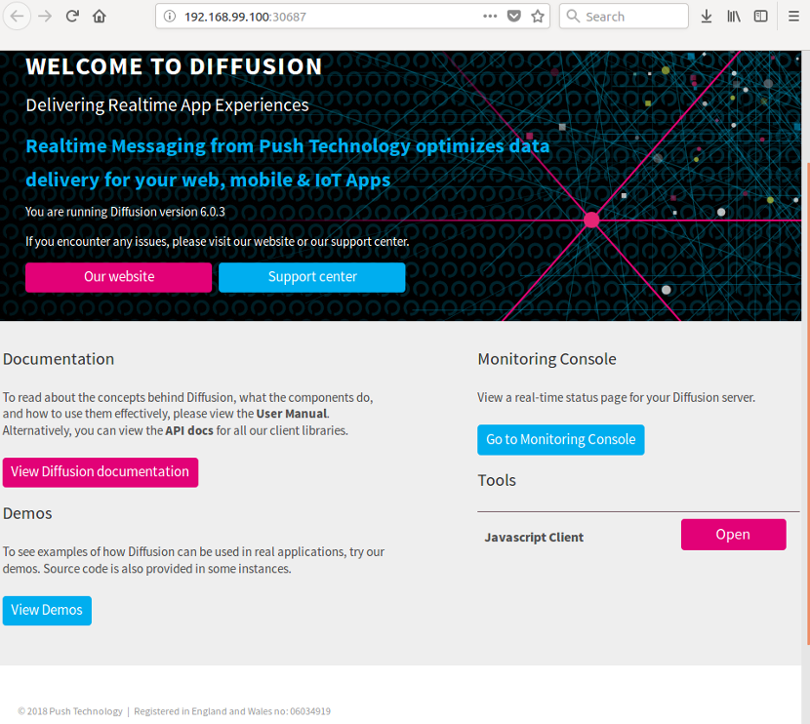 192.168.99.100:30687
Search
WELCOME TO DIFFUSION
Delivering Realtime App Experiences
Realtime Messaging from Push Technology optimizes data
delivery for your web, mobile & IoT Apps
You are running Diffusion version 6.0.3
If you encounter any issues, please visit our website or our support center.
Our website
Support center
Documentation
To read about the concepts behind Diffusion, what the components do,
and how to use them effectively, please view the User Manual.
Alternatively, you can view the API docs for all our client libraries.
View Diffusion documentation
Demos
To see examples of how Diffusion can be used in real applications, try our
demos. Source code is also provided in some instances.
View Demos
Monitoring Console
View a real-time status page for your Diffusion server.
Go to Monitoring Console
Tools
Javascript Client
Open
© 2018 Push Technology | Registered in England and Wales no: 06034919